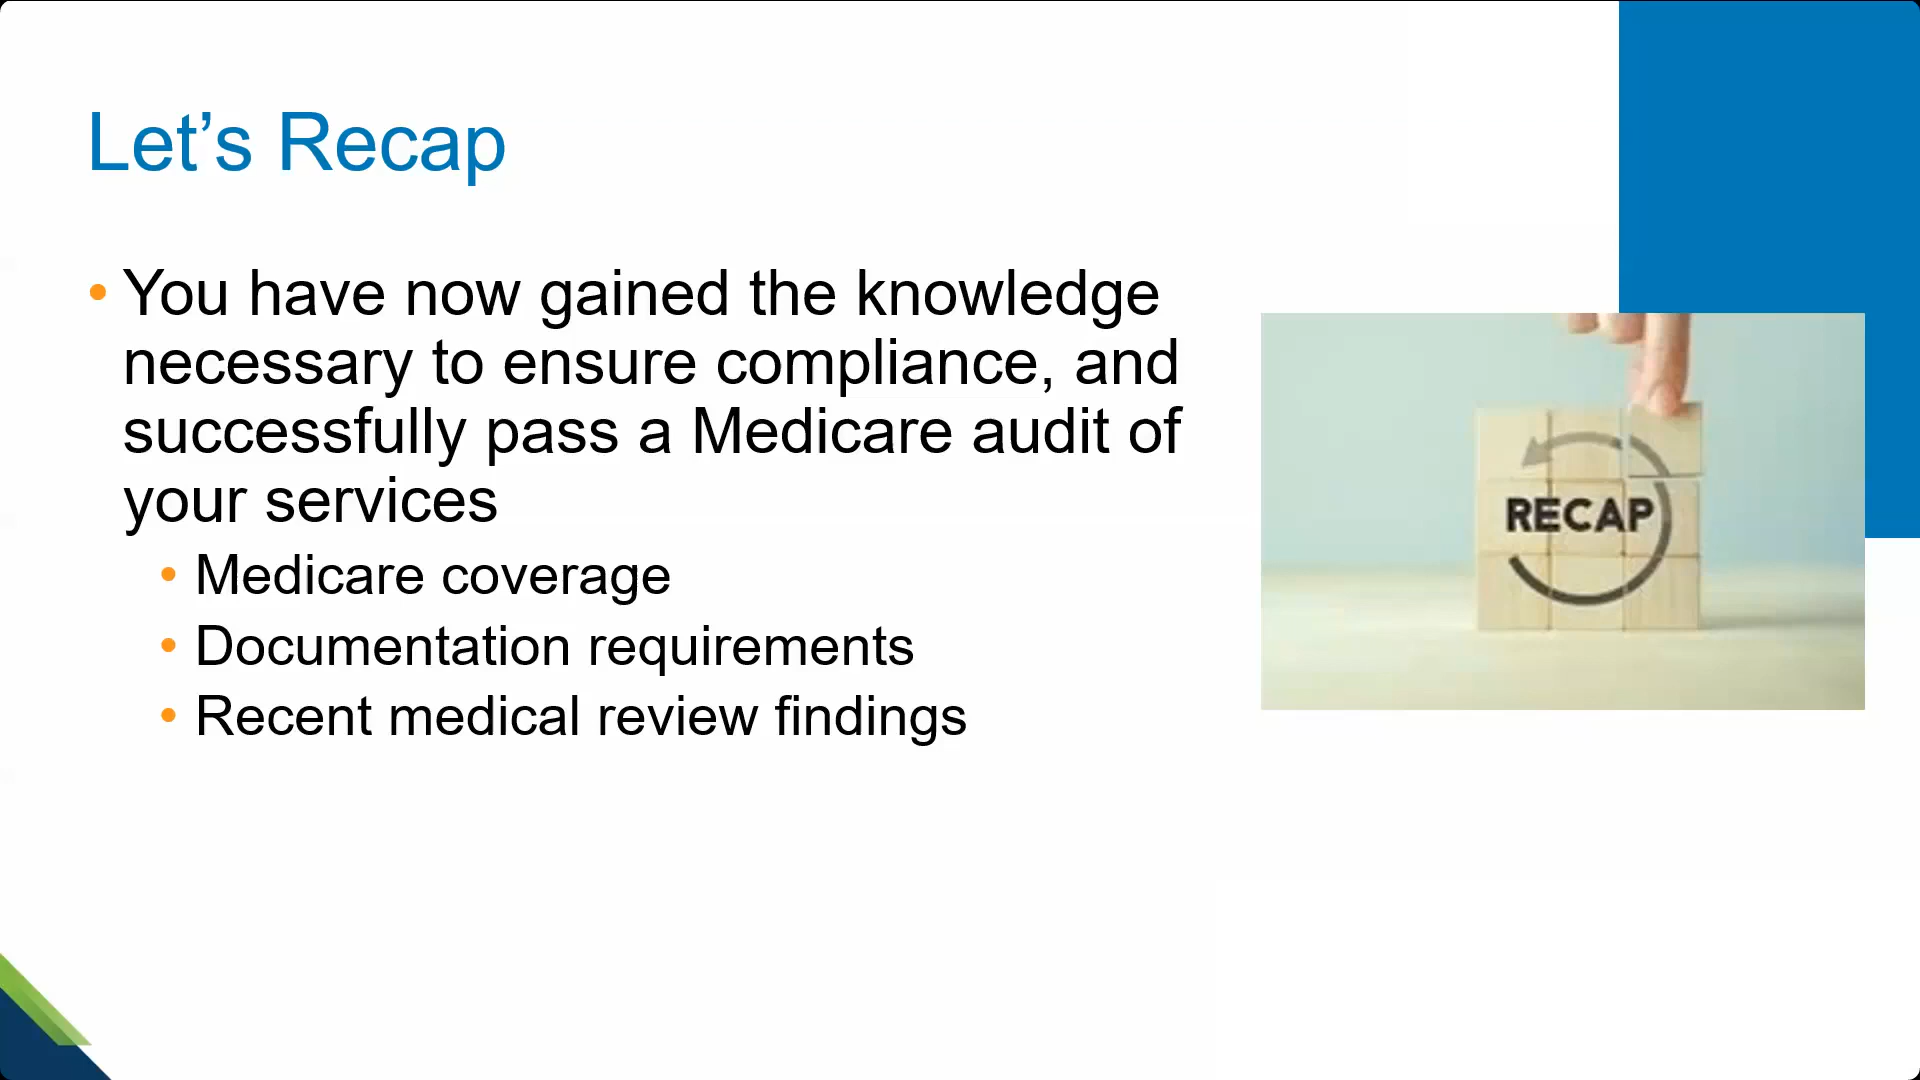 Let’s Recap
• You have now gained the knowledge
necessary to ensure compliance, and
successfully pass a Medicare audit of
your services
• Medicare coverage
• Documentation requirements
• Recent medical review findings
RECAP